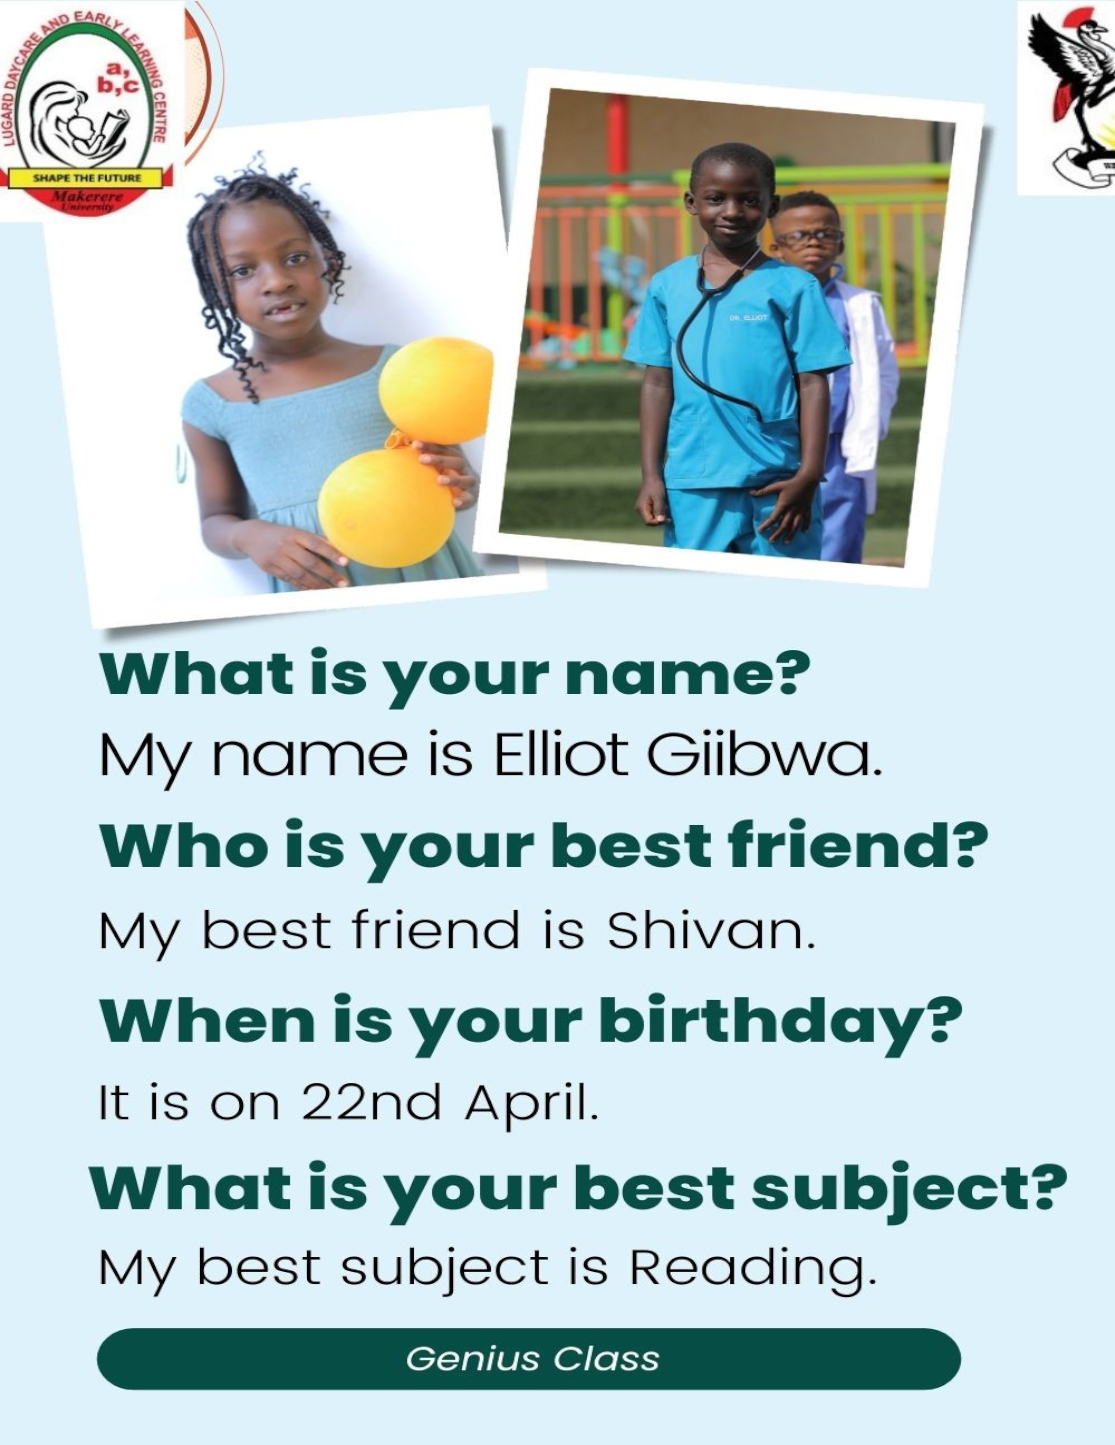 LUGARD DAYCARE AND EARLY LEARNING CENTRE
a,
b,c
SHAPE THE FUTURE
Makerere
University
DR. ELLIOT
What is your name?
My name is Elliot Giibwa.
Who is your best friend?
My best friend is Shivan.
When is your birthday?
It is on 22nd April.
What is your best subject?
My best subject is Reading.
Genius Class